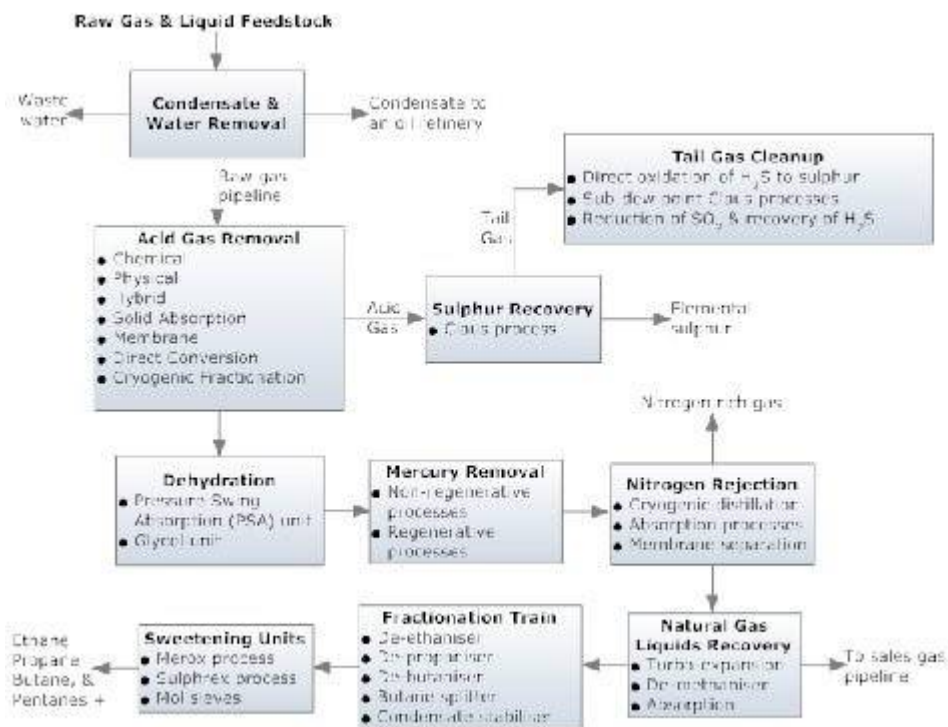 Raw Gas & Liquid Feedstock
Waste
water
Condensate &
Water Removal
Condensate to
an oil refinery
Raw gas
pipeline
Tail Gas Cleanup
Direct oxidation of H2S to sulphur
Sub dew point Claus processes
Reduction of SO2 & recovery of H2S
Tail
Gas
Acid Gas Removal
Chemical
Physical
Hybrid
Solid Absorption
Membrane
Direct Conversion
Cryogenic Fractionation
Acid
Gas
Sulphur Recovery
Claus process
Elemental
sulphur
Nitrogen rich gas
Dehydration
Pressure Swing
Absorption (PSA) unit
Glycol unit
Mercury Removal
Non-regenerative
processes
Regenerative
processes
Nitrogen Rejection
Cryogenic distillation
Absorption processes
Membrane separation
Ethane
Propane
Butane, &
Pentanes +
Sweetening Units
Merox process
Sulphrex process
Mol sieves
Fractionation Train
De-ethaniser
De-propaniser
De-butaniser
Butane splitter
Condensate stabiliser
Natural Gas
Liquids Recovery
Turbo expansion
De-methaniser
Absorption
To sales gas
pipeline